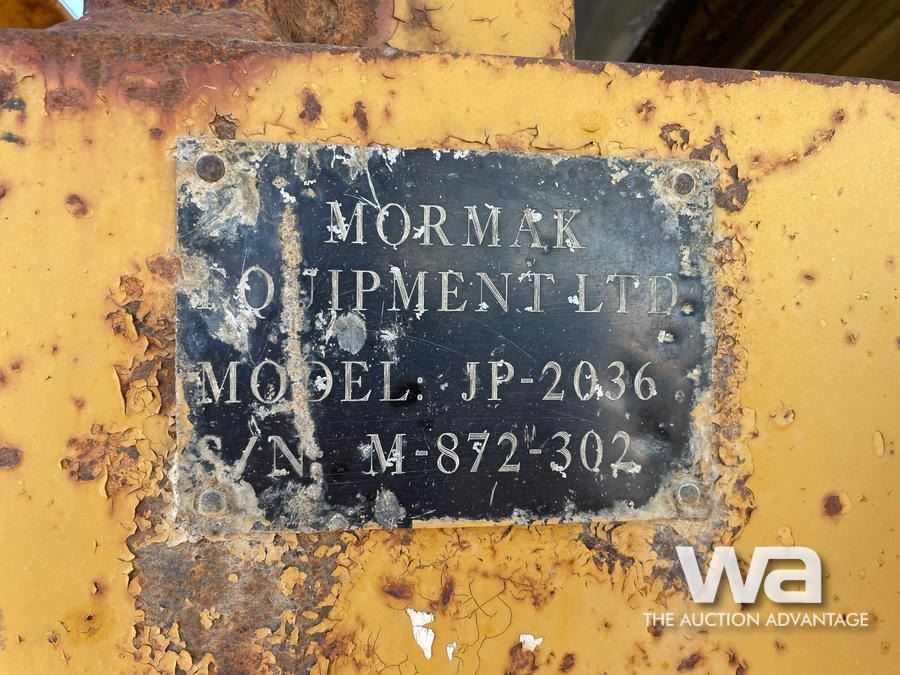 MORMAK
EQUIPMENT LTD
MODEL: JP-2036
S/N: M-872-302
wa
THE AUCTION ADVANTAGE